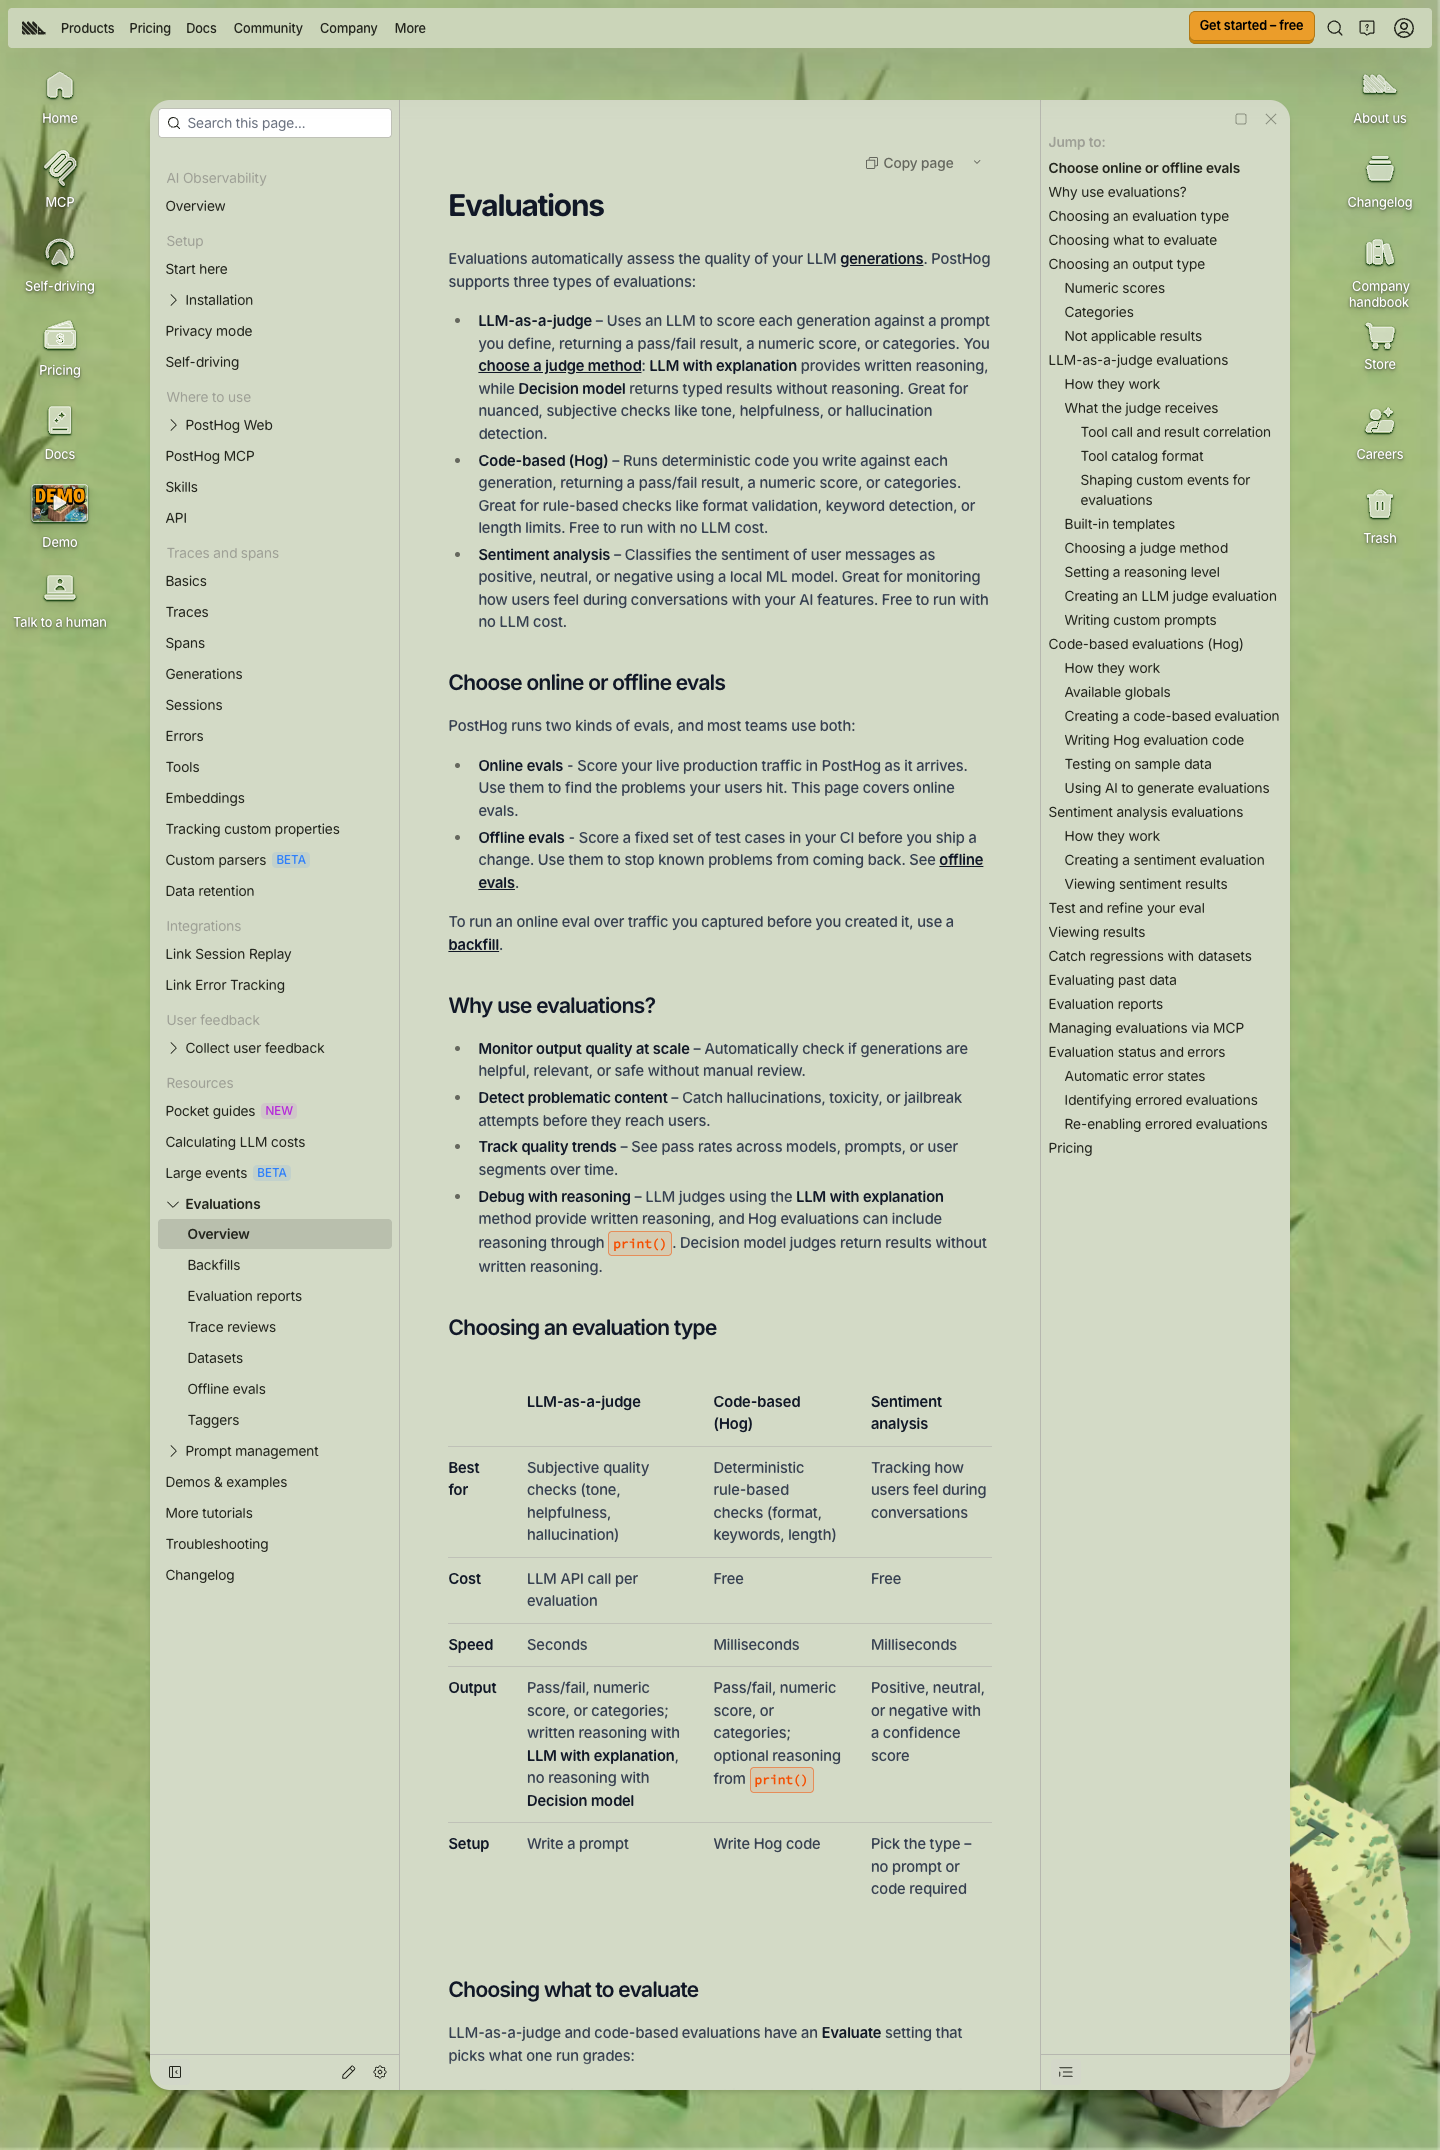 Products
Pricing
Docs
Community
Company
More
Get started – free
Home
MCP
Self-driving
Pricing
Docs
DEMO
Demo
Talk to a human
About us
Changelog
Company
handbook
Store
Careers
Trash
Search this page...
AI Observability
Overview
Setup
Start here
Installation
Privacy mode
Self-driving
Where to use
PostHog Web
PostHog MCP
Skills
API
Traces and spans
Basics
Traces
Spans
Generations
Sessions
Errors
Tools
Embeddings
Tracking custom properties
Custom parsers BETA
Data retention
Integrations
Link Session Replay
Link Error Tracking
User feedback
Collect user feedback
Resources
Pocket guides NEW
Calculating LLM costs
Large events BETA
Evaluations
Overview
Backfills
Evaluation reports
Trace reviews
Datasets
Offline evals
Taggers
Prompt management
Demos & examples
More tutorials
Troubleshooting
Changelog
Copy page
Evaluations
Evaluations automatically assess the quality of your LLM generations. PostHog
supports three types of evaluations:
LLM-as-a-judge – Uses an LLM to score each generation against a prompt
you define, returning a pass/fail result, a numeric score, or categories. You
choose a judge method: LLM with explanation provides written reasoning,
while Decision model returns typed results without reasoning. Great for
nuanced, subjective checks like tone, helpfulness, or hallucination
detection.
Code-based (Hog) – Runs deterministic code you write against each
generation, returning a pass/fail result, a numeric score, or categories.
Great for rule-based checks like format validation, keyword detection, or
length limits. Free to run with no LLM cost.
Sentiment analysis – Classifies the sentiment of user messages as
positive, neutral, or negative using a local ML model. Great for monitoring
how users feel during conversations with your AI features. Free to run with
no LLM cost.
Choose online or offline evals
PostHog runs two kinds of evals, and most teams use both:
Online evals - Score your live production traffic in PostHog as it arrives.
Use them to find the problems your users hit. This page covers online
evals.
Offline evals - Score a fixed set of test cases in your CI before you ship a
change. Use them to stop known problems from coming back. See offline
evals.
To run an online eval over traffic you captured before you created it, use a
backfill.
Why use evaluations?
Monitor output quality at scale – Automatically check if generations are
helpful, relevant, or safe without manual review.
Detect problematic content – Catch hallucinations, toxicity, or jailbreak
attempts before they reach users.
Track quality trends – See pass rates across models, prompts, or user
segments over time.
Debug with reasoning – LLM judges using the LLM with explanation
method provide written reasoning, and Hog evaluations can include
reasoning through print(). Decision model judges return results without
written reasoning.
Choosing an evaluation type
LLM-as-a-judge
Code-based
(Hog)
Sentiment
analysis
Best
for
Subjective quality
checks (tone,
helpfulness,
hallucination)
Deterministic
rule-based
checks (format,
keywords, length)
Tracking how
users feel during
conversations
Cost
LLM API call per
evaluation
Free
Free
Speed
Seconds
Milliseconds
Milliseconds
Output
Pass/fail, numeric
score, or categories;
written reasoning with
LLM with explanation,
no reasoning with
Decision model
Pass/fail, numeric
score, or
categories;
optional reasoning
from print()
Positive, neutral,
or negative with
a confidence
score
Setup
Write a prompt
Write Hog code
Pick the type –
no prompt or
code required
Choosing what to evaluate
LLM-as-a-judge and code-based evaluations have an Evaluate setting that
picks what one run grades:
Jump to:
Choose online or offline evals
Why use evaluations?
Choosing an evaluation type
Choosing what to evaluate
Choosing an output type
Numeric scores
Categories
Not applicable results
LLM-as-a-judge evaluations
How they work
What the judge receives
Tool call and result correlation
Tool catalog format
Shaping custom events for
evaluations
Built-in templates
Choosing a judge method
Setting a reasoning level
Creating an LLM judge evaluation
Writing custom prompts
Code-based evaluations (Hog)
How they work
Available globals
Creating a code-based evaluation
Writing Hog evaluation code
Testing on sample data
Using AI to generate evaluations
Sentiment analysis evaluations
How they work
Creating a sentiment evaluation
Viewing sentiment results
Test and refine your eval
Viewing results
Catch regressions with datasets
Evaluating past data
Evaluation reports
Managing evaluations via MCP
Evaluation status and errors
Automatic error states
Identifying errored evaluations
Re-enabling errored evaluations
Pricing